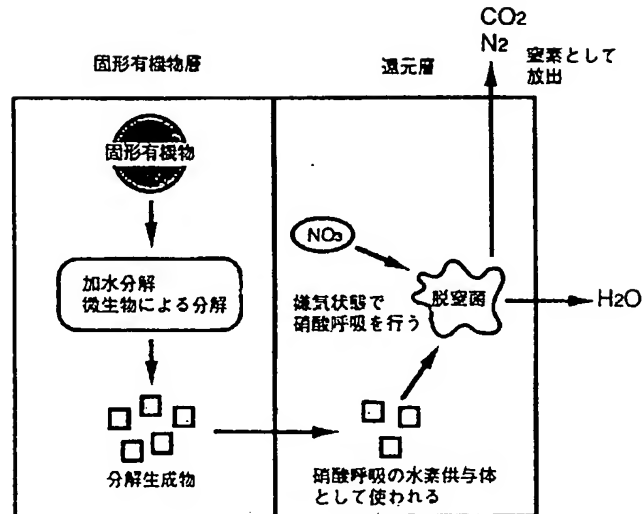 固形有機物層
固形有機物
加水分解
微生物による分解
分解生成物
還元層
CO2
N2
窒素として
放出
NO3
嫌気状態で
硝酸呼吸を行う
脱窒菌
H2O
硝酸呼吸の水素供与体
として使われる